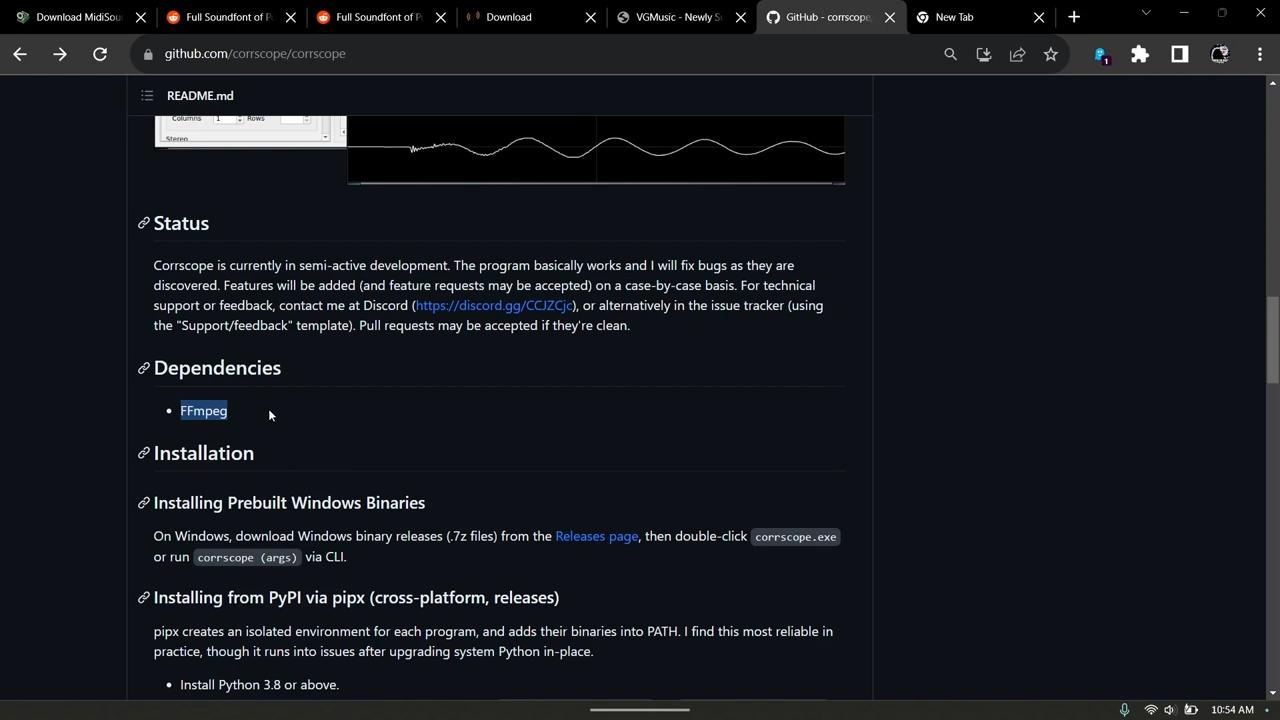 Download MidiSou
Full Soundfont of Po
Full Soundfont of P
Download
VGMusic - Newly S
GitHub - corrscope,
New Tab
github.com/corrscope/corrscope
1
README.md
Columns 1 Rows
Stereo
Status
Corrscope is currently in semi-active development. The program basically works and I will fix bugs as they are
discovered. Features will be added (and feature requests may be accepted) on a case-by-case basis. For technical
support or feedback, contact me at Discord (https://discord.gg/CCJZCjc), or alternatively in the issue tracker (using
the "Support/feedback" template). Pull requests may be accepted if they're clean.
Dependencies
• FFmpeg
Installation
Installing Prebuilt Windows Binaries
On Windows, download Windows binary releases (.7z files) from the Releases page, then double-click corrscope.exe
or run corrscope (args) via CLI.
Installing from PyPI via pipx (cross-platform, releases)
pipx creates an isolated environment for each program, and adds their binaries into PATH. I find this most reliable in
practice, though it runs into issues after upgrading system Python in-place.
• Install Python 3.8 or above.
10:54 AM